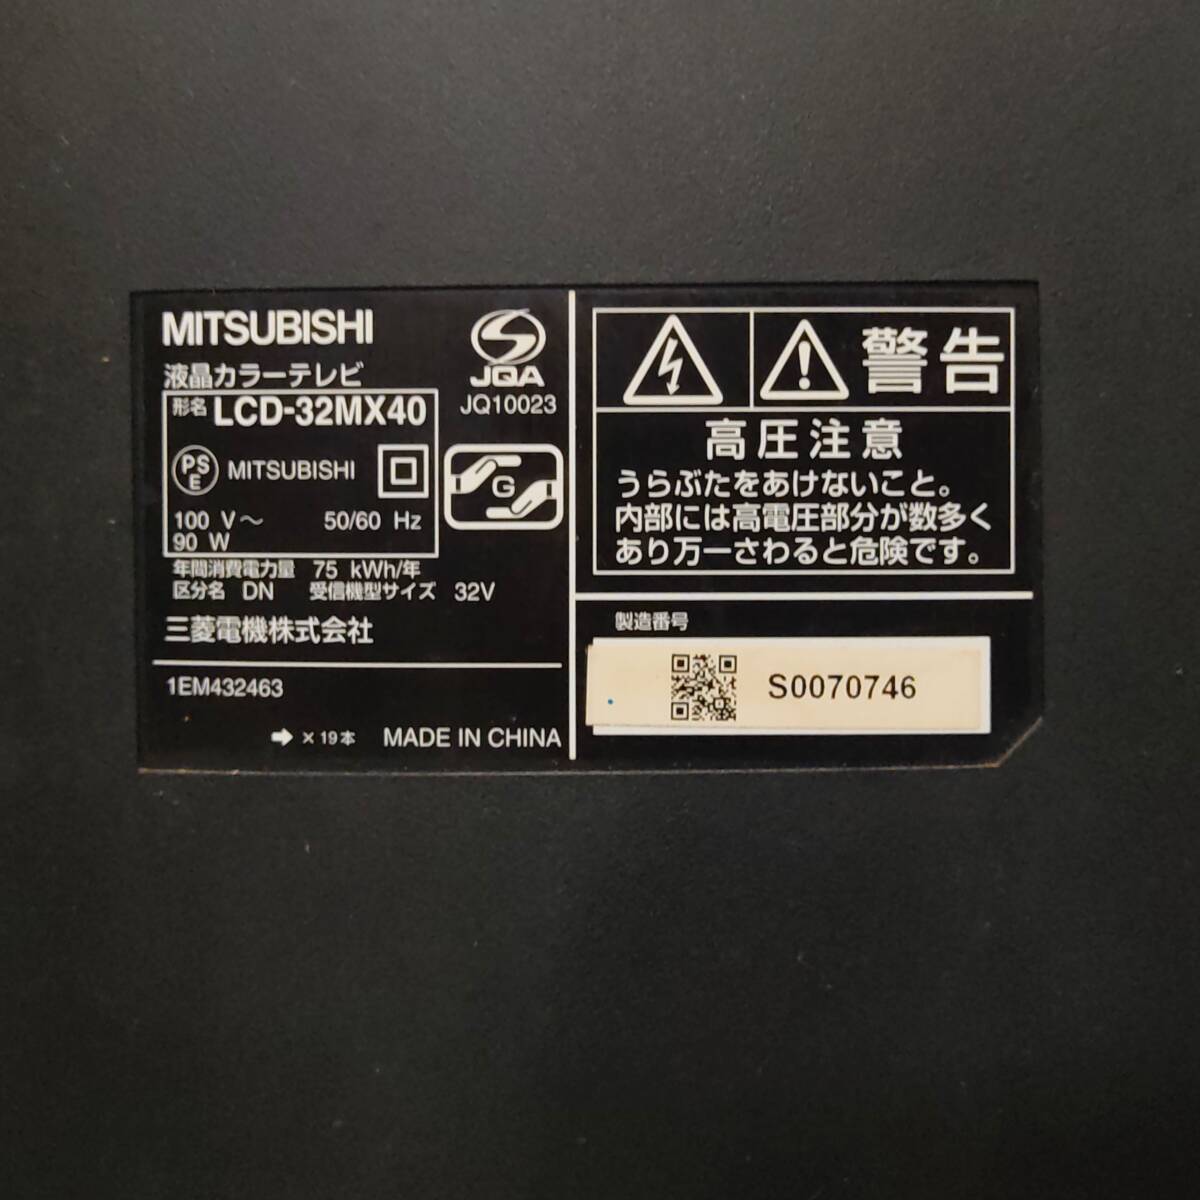 MITSUBISHI
液晶カラーテレビ
形名 LCD-32MX40
PSE MITSUBISHI
100 V～ 50/60 Hz
90 W
年間消費電力量 75 kWh/年
区分名 DN 受信機型サイズ 32V
三菱電機株式会社
1EM432463
➡ × 19本 MADE IN CHINA
S
JQA
JQ10023
G
警告
高圧注意
うらぶたをあけないこと。
内部には高電圧部分が数多く
あり万一さわると危険です。
製造番号
S0070746